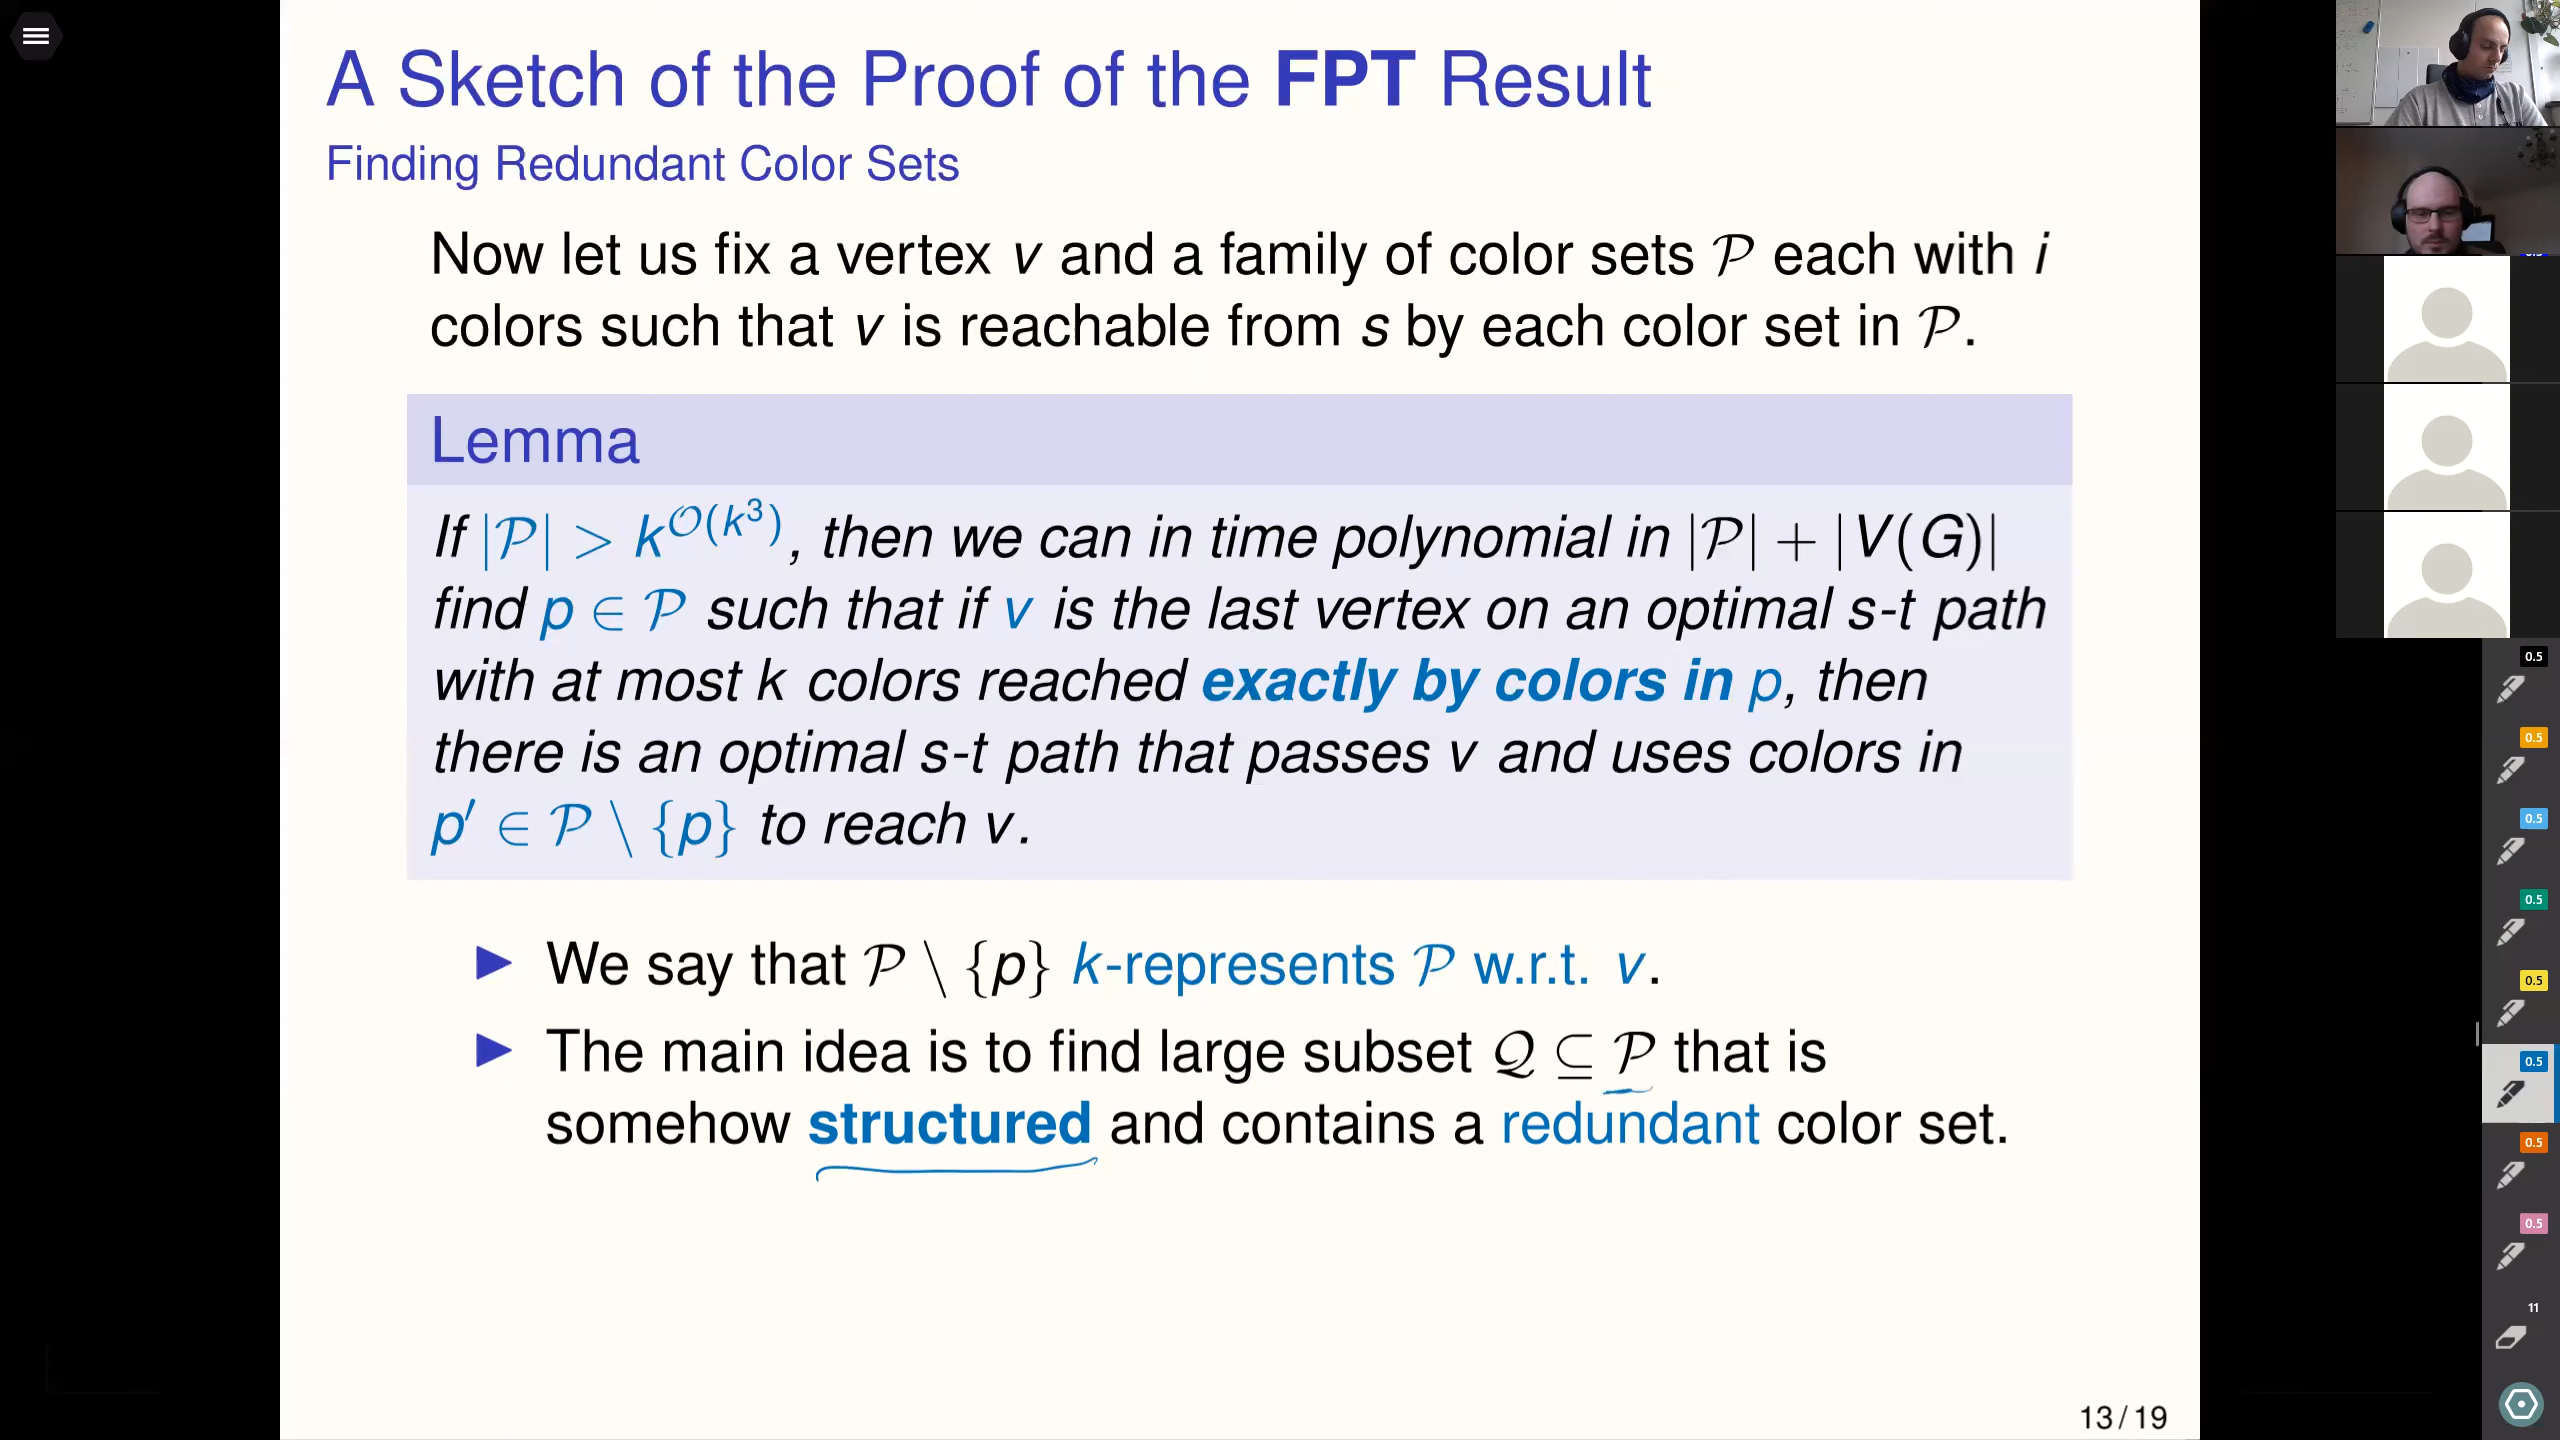 A Sketch of the Proof of the FPT Result
Finding Redundant Color Sets
Now let us fix a vertex v and a family of color sets 𝒫 each with i
colors such that v is reachable from s by each color set in 𝒫.
Lemma
If |𝒫| > k^𝒪(k³), then we can in time polynomial in |𝒫| + |V(G)|
find p ∈ 𝒫 such that if v is the last vertex on an optimal s-t path
with at most k colors reached exactly by colors in p, then
there is an optimal s-t path that passes v and uses colors in
p′ ∈ 𝒫 \ {p} to reach v.
▶ We say that 𝒫 \ {p} k-represents 𝒫 w.r.t. v.
▶ The main idea is to find large subset 𝒬 ⊆ 𝒫 that is
somehow structured and contains a redundant color set.
13/19
0.5
0.5
0.5
0.5
0.5
0.5
0.5
0.5
11